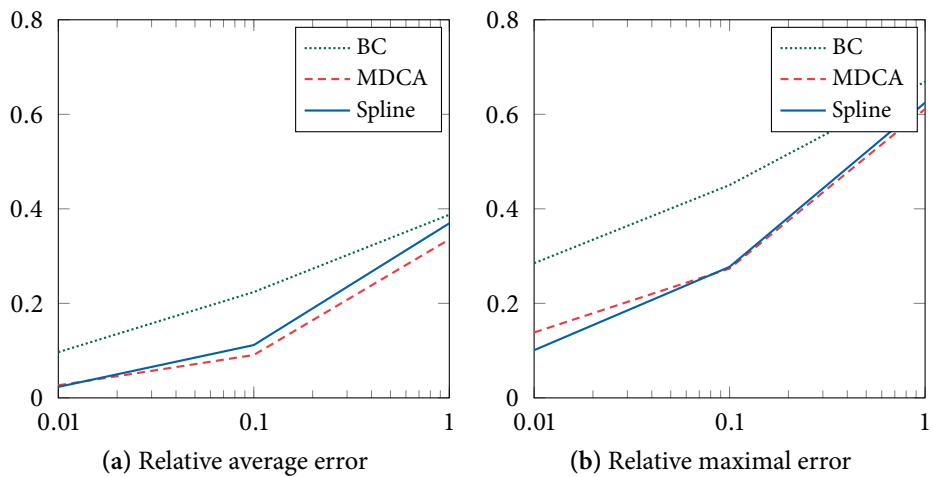 0.8
0.6
0.4
0.2
0
0.01
0.1
1
BC
MDCA
Spline
(a) Relative average error
0.8
0.6
0.4
0.2
0
0.01
0.1
1
BC
MDCA
Spline
(b) Relative maximal error